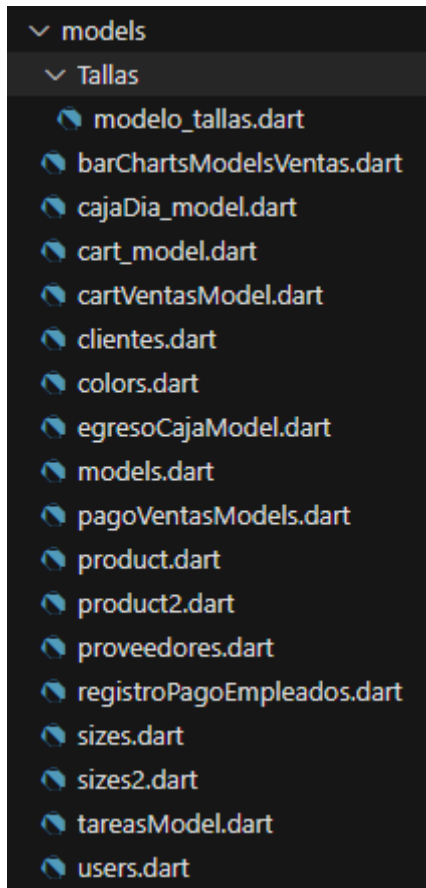 models
Tallas
modelo_tallas.dart
barChartsModelsVentas.dart
cajaDia_model.dart
cart_model.dart
cartVentasModel.dart
clientes.dart
colors.dart
egresoCajaModel.dart
models.dart
pagoVentasModels.dart
product.dart
product2.dart
proveedores.dart
registroPagoEmpleados.dart
sizes.dart
sizes2.dart
tareasModel.dart
users.dart